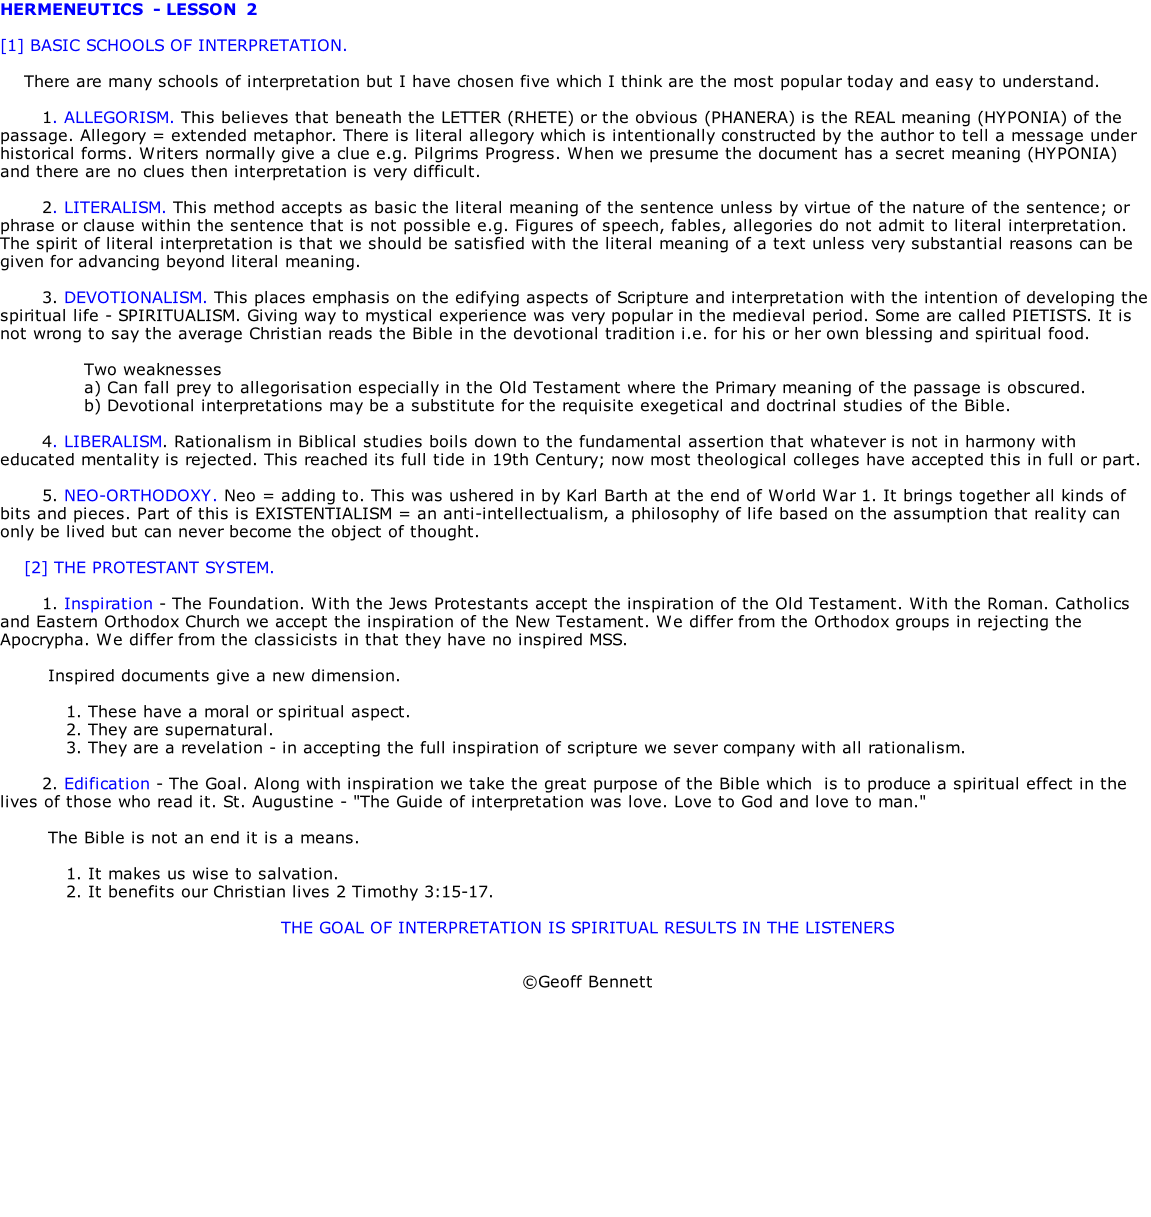 HERMENEUTICS - LESSON 2
[1] BASIC SCHOOLS OF INTERPRETATION.
There are many schools of interpretation but I have chosen five which I think are the most popular today and easy to understand.
1. ALLEGORISM. This believes that beneath the LETTER (RHETE) or the obvious (PHANERA) is the REAL meaning (HYPONIA) of the
passage. Allegory = extended metaphor. There is literal allegory which is intentionally constructed by the author to tell a message under
historical forms. Writers normally give a clue e.g. Pilgrims Progress. When we presume the document has a secret meaning (HYPONIA)
and there are no clues then interpretation is very difficult.
2. LITERALISM. This method accepts as basic the literal meaning of the sentence unless by virtue of the nature of the sentence; or
phrase or clause within the sentence that is not possible e.g. Figures of speech, fables, allegories do not admit to literal interpretation.
The spirit of literal interpretation is that we should be satisfied with the literal meaning of a text unless very substantial reasons can be
given for advancing beyond literal meaning.
3. DEVOTIONALISM. This places emphasis on the edifying aspects of Scripture and interpretation with the intention of developing the
spiritual life - SPIRITUALISM. Giving way to mystical experience was very popular in the medieval period. Some are called PIETISTS. It is
not wrong to say the average Christian reads the Bible in the devotional tradition i.e. for his or her own blessing and spiritual food.
Two weaknesses
a) Can fall prey to allegorisation especially in the Old Testament where the Primary meaning of the passage is obscured.
b) Devotional interpretations may be a substitute for the requisite exegetical and doctrinal studies of the Bible.
4. LIBERALISM. Rationalism in Biblical studies boils down to the fundamental assertion that whatever is not in harmony with
educated mentality is rejected. This reached its full tide in 19th Century; now most theological colleges have accepted this in full or part.
5. NEO-ORTHODOXY. Neo = adding to. This was ushered in by Karl Barth at the end of World War 1. It brings together all kinds of
bits and pieces. Part of this is EXISTENTIALISM = an anti-intellectualism, a philosophy of life based on the assumption that reality can
only be lived but can never become the object of thought.
[2] THE PROTESTANT SYSTEM.
1. Inspiration - The Foundation. With the Jews Protestants accept the inspiration of the Old Testament. With the Roman. Catholics
and Eastern Orthodox Church we accept the inspiration of the New Testament. We differ from the Orthodox groups in rejecting the
Apocrypha. We differ from the classicists in that they have no inspired MSS.
Inspired documents give a new dimension.
1. These have a moral or spiritual aspect.
2. They are supernatural.
3. They are a revelation - in accepting the full inspiration of scripture we sever company with all rationalism.
2. Edification - The Goal. Along with inspiration we take the great purpose of the Bible which is to produce a spiritual effect in the
lives of those who read it. St. Augustine - "The Guide of interpretation was love. Love to God and love to man."
The Bible is not an end it is a means.
1. It makes us wise to salvation.
2. It benefits our Christian lives 2 Timothy 3:15-17.
THE GOAL OF INTERPRETATION IS SPIRITUAL RESULTS IN THE LISTENERS
©Geoff Bennett